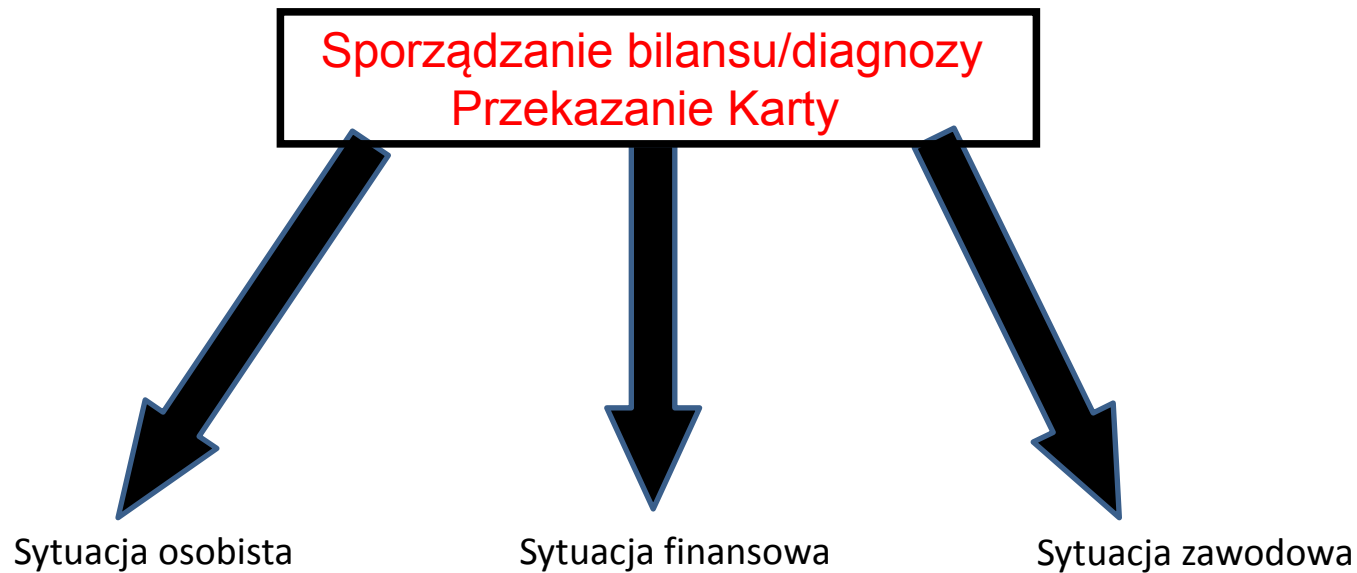 Sporządzanie bilansu/diagnozy
Przekazanie Karty
Sytuacja osobista
Sytuacja finansowa
Sytuacja zawodowa